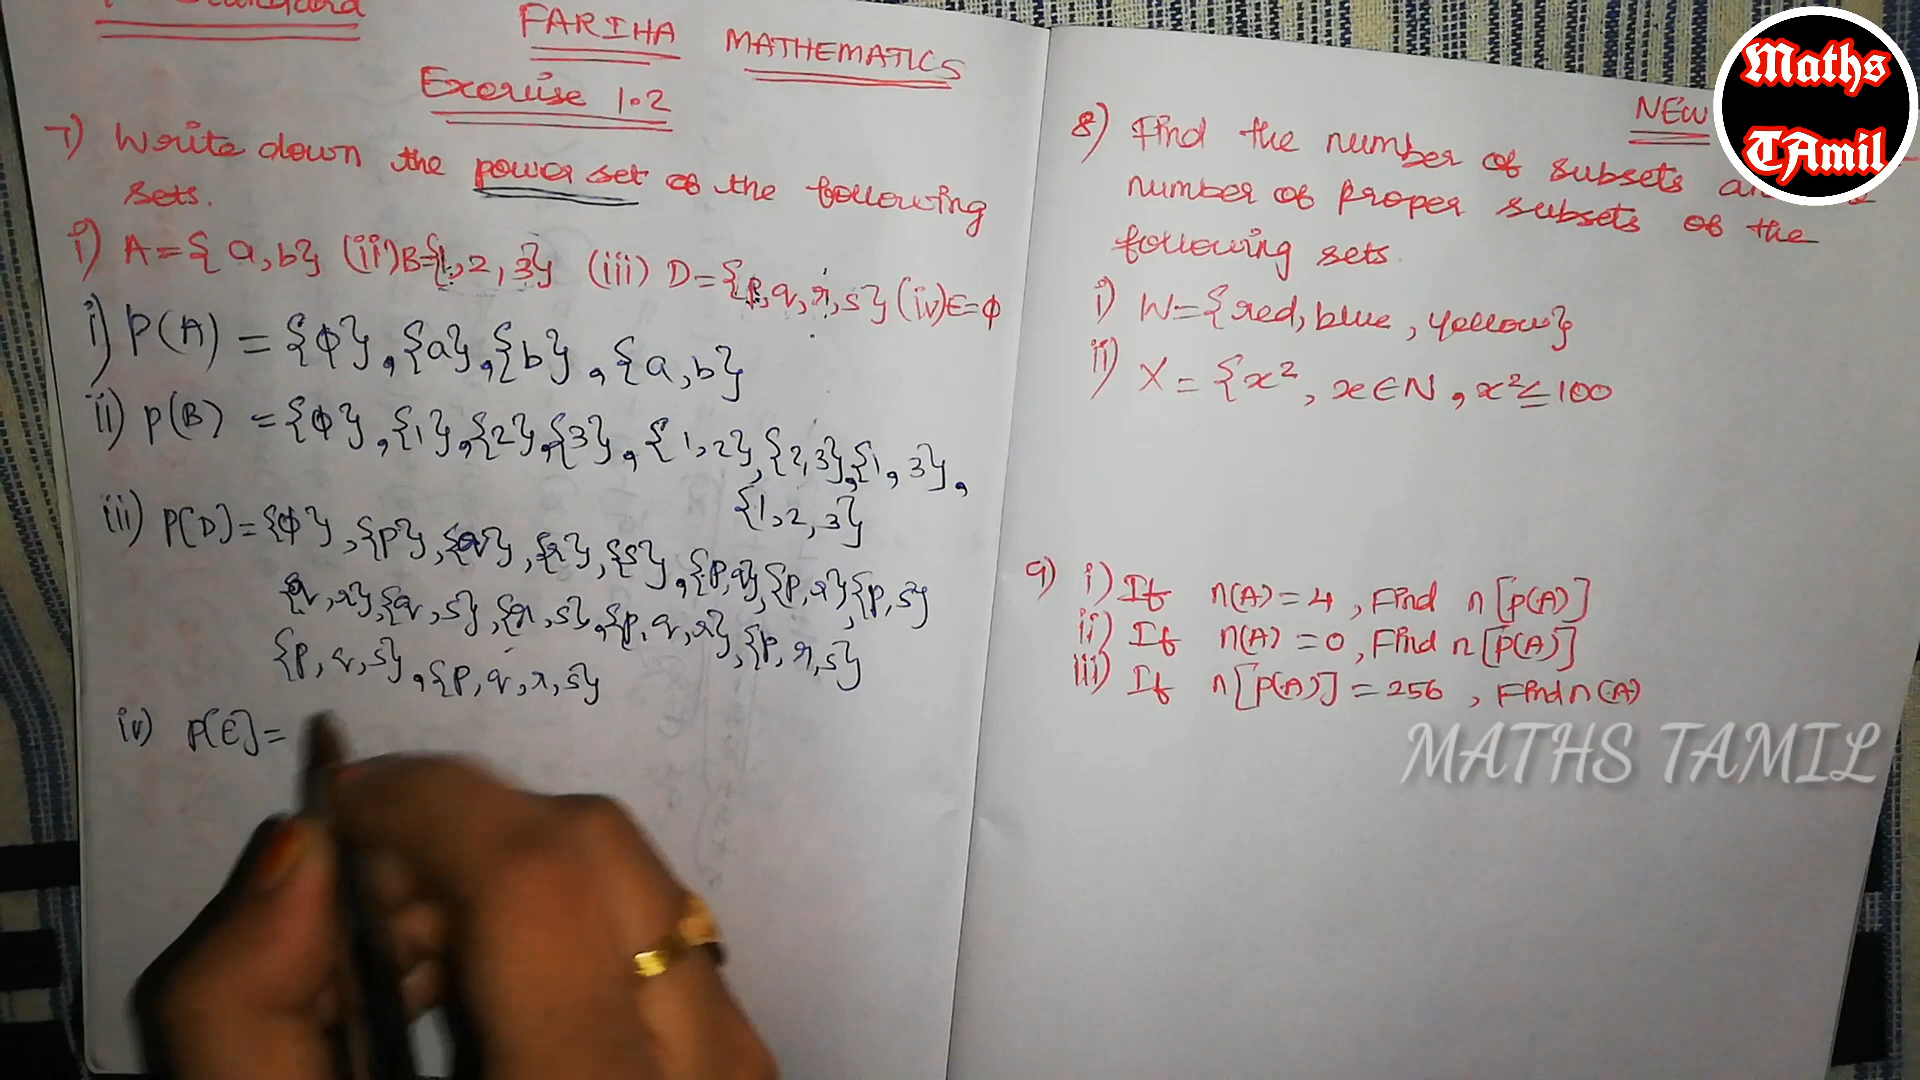 Standard
FARIHA MATHEMATICS
Exercise 1.2
7) Write down the power set of the following
sets.
i) A={a,b} (ii)B={1,2,3} (iii) D={p,q,r,s} (iv)E=ϕ
i) P(A) = {ϕ},{a},{b},{a,b}
ii) P(B) = {ϕ},{1},{2},{3},{1,2},{2,3},{1,3},
{1,2,3}
iii) P[D]={ϕ},{p},{q},{r},{s},{p,q},{p,r},{p,s}
{q,r},{q,s},{r,s},{p,q,r},{p,r,s}
{p,q,s},{p,q,r,s}
iv) P[E]=
NEW
8) Find the number of subsets
number of proper subsets of the
following sets.
i) W={red,blue,yellow}
ii) X={x²,x∈N,x²≤100
9) i) If n(A)=4,Find n[P(A)]
ii) If n(A)=0,Find n[P(A)]
iii) If n[P(A)]=256,Find n(A)
Maths
TAmil
MATHS TAMIL